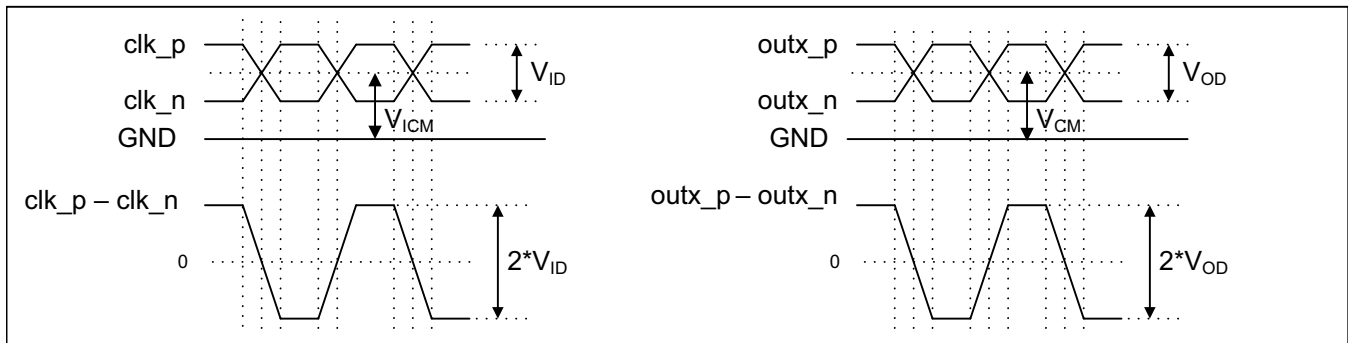 clk_p
V_ID
clk_n
V_ICM
GND
clk_p – clk_n
0
2*V_ID
outx_p
V_OD
outx_n
V_CM
GND
outx_p – outx_n
0
2*V_OD